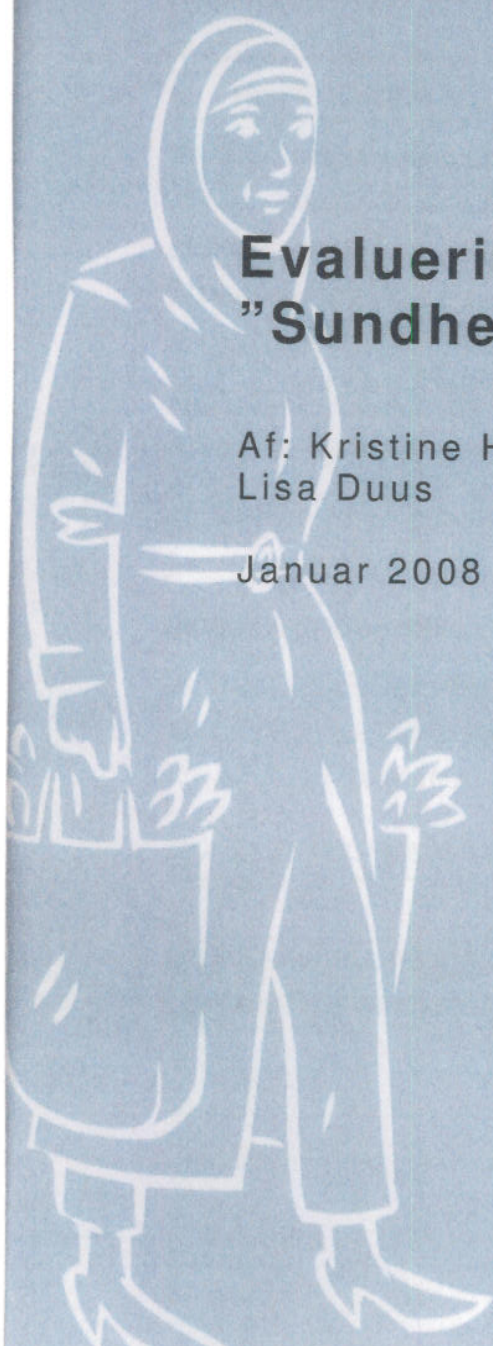 Evalueri
”Sundhe
Af: Kristine H
Lisa Duus
Januar 2008